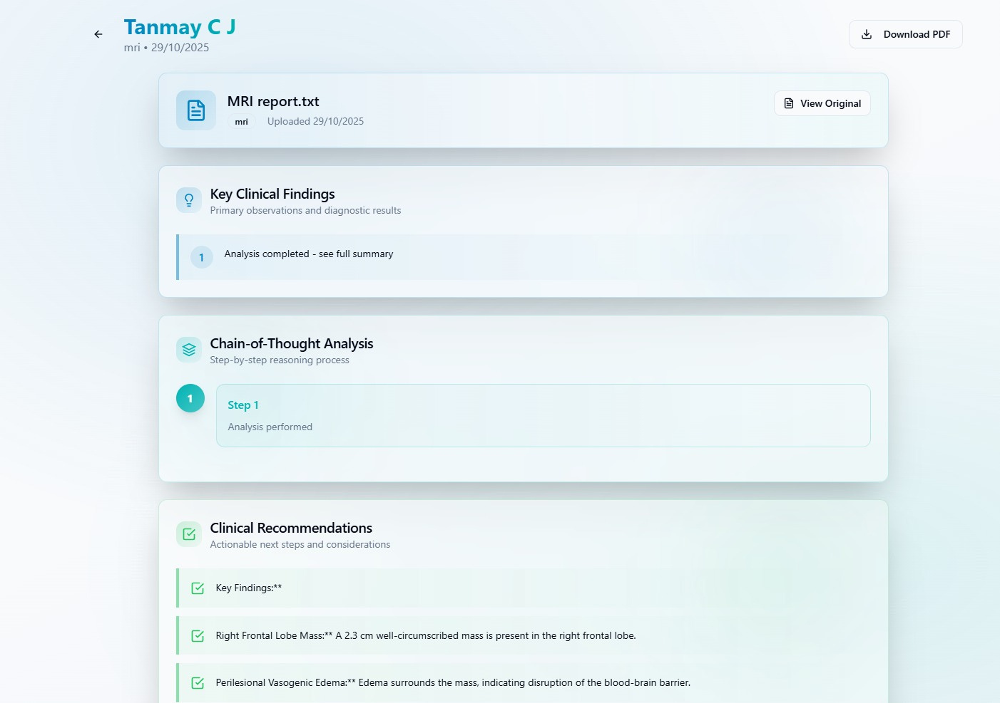 Tanmay C J
mri • 29/10/2025
Download PDF
MRI report.txt
mri
Uploaded 29/10/2025
View Original
Key Clinical Findings
Primary observations and diagnostic results
1
Analysis completed - see full summary
Chain-of-Thought Analysis
Step-by-step reasoning process
1
Step 1
Analysis performed
Clinical Recommendations
Actionable next steps and considerations
Key Findings:**
Right Frontal Lobe Mass:** A 2.3 cm well-circumscribed mass is present in the right frontal lobe.
Perilesional Vasogenic Edema:** Edema surrounds the mass, indicating disruption of the blood-brain barrier.